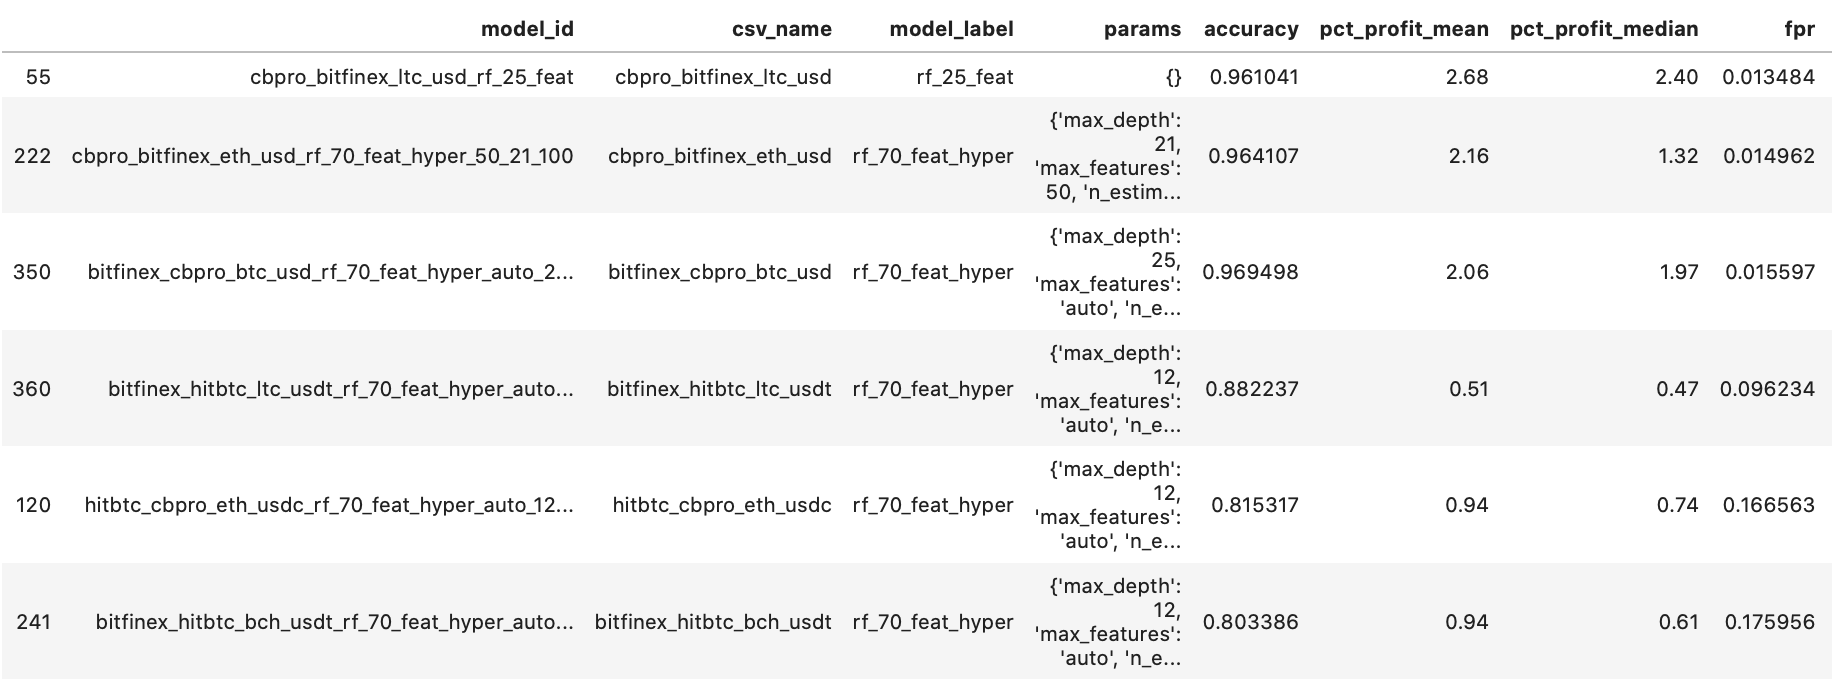 model_id csv_name model_label params accuracy pct_profit_mean pct_profit_median fpr
55 cbpro_bitfinex_ltc_usd_rf_25_feat cbpro_bitfinex_ltc_usd rf_25_feat {} 0.961041 2.68 2.40 0.013484
{'max_depth':
21,
222 cbpro_bitfinex_eth_usd_rf_70_feat_hyper_50_21_100 cbpro_bitfinex_eth_usd rf_70_feat_hyper 0.964107 2.16 1.32 0.014962
'max_features':
50, 'n_estim...
{'max_depth':
25,
350 bitfinex_cbpro_btc_usd_rf_70_feat_hyper_auto_2... bitfinex_cbpro_btc_usd rf_70_feat_hyper 0.969498 2.06 1.97 0.015597
'max_features':
'auto', 'n_e...
{'max_depth':
12,
360 bitfinex_hitbtc_ltc_usdt_rf_70_feat_hyper_auto... bitfinex_hitbtc_ltc_usdt rf_70_feat_hyper 0.882237 0.51 0.47 0.096234
'max_features':
'auto', 'n_e...
{'max_depth':
12,
120 hitbtc_cbpro_eth_usdc_rf_70_feat_hyper_auto_12... hitbtc_cbpro_eth_usdc rf_70_feat_hyper 0.815317 0.94 0.74 0.166563
'max_features':
'auto', 'n_e...
{'max_depth':
12,
241 bitfinex_hitbtc_bch_usdt_rf_70_feat_hyper_auto... bitfinex_hitbtc_bch_usdt rf_70_feat_hyper 0.803386 0.94 0.61 0.175956
'max_features':
'auto', 'n_e...